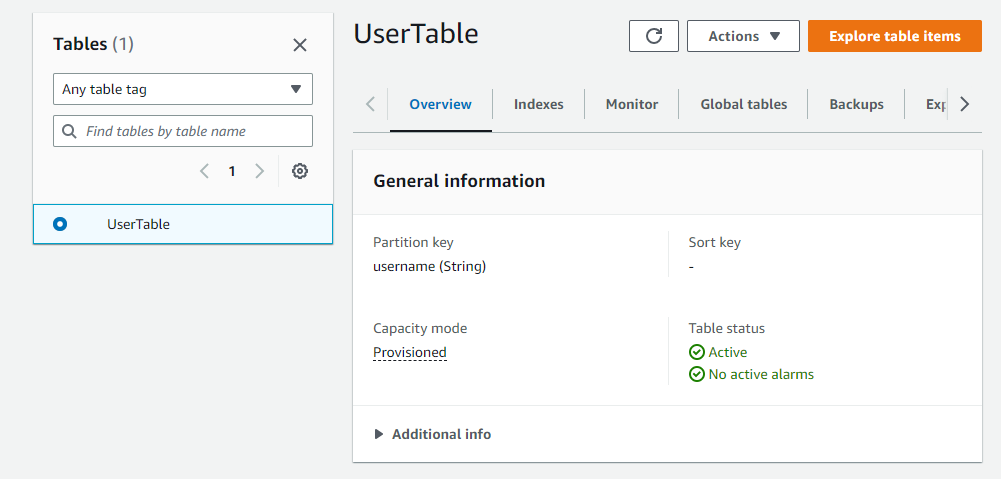 Tables (1)
Any table tag
Find tables by table name
1
UserTable
UserTable
Actions
Explore table items
Overview
Indexes
Monitor
Global tables
Backups
General information
Partition key
username (String)
Sort key
-
Capacity mode
Provisioned
Table status
Active
No active alarms
Additional info